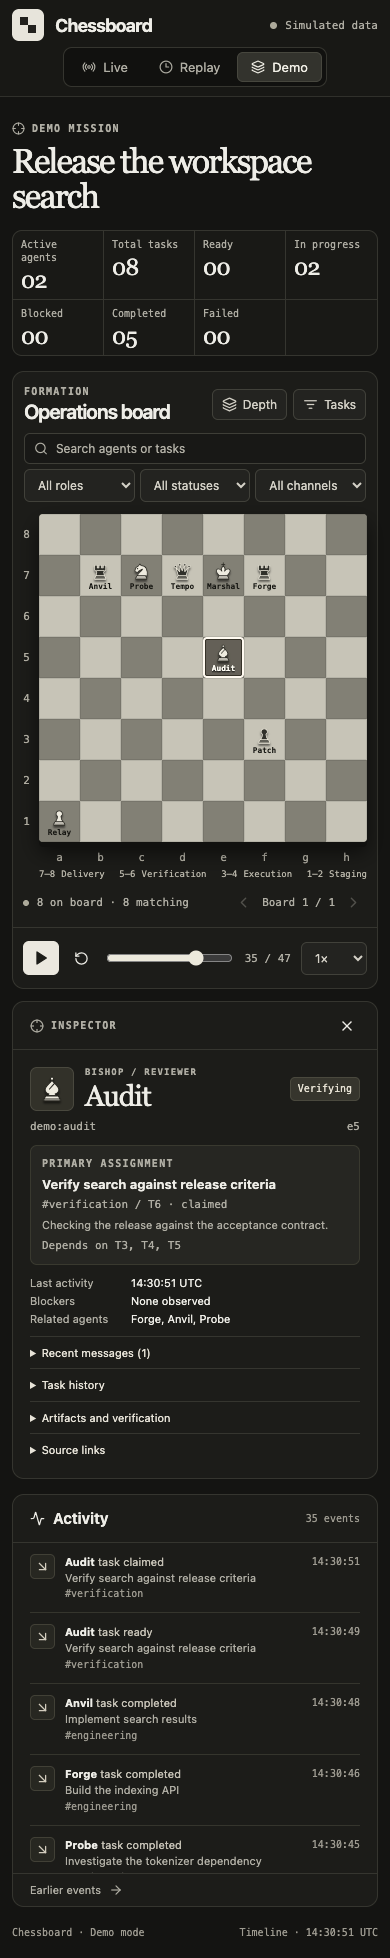 Chessboard
Simulated data
Live
Replay
Demo
DEMO MISSION
Release the workspace
search
Active agents
02
Total tasks
08
Ready
00
In progress
02
Blocked
00
Completed
05
Failed
00
FORMATION
Operations board
Depth
Tasks
Search agents or tasks
All roles
All statuses
All channels
8
7
Anvil
Probe
Tempo
Marshal
Forge
6
5
Audit
4
3
Patch
2
1
Relay
a b c d e f g h
7–8 Delivery 5–6 Verification 3–4 Execution 1–2 Staging
8 on board · 8 matching
Board 1 / 1
35 / 47
1×
INSPECTOR
BISHOP / REVIEWER
Audit
Verifying
demo:audit
e5
PRIMARY ASSIGNMENT
Verify search against release criteria
#verification / T6 · claimed
Checking the release against the acceptance contract.
Depends on T3, T4, T5
Last activity 14:30:51 UTC
Blockers None observed
Related agents Forge, Anvil, Probe
Recent messages (1)
Task history
Artifacts and verification
Source links
Activity
35 events
Audit task claimed 14:30:51
Verify search against release criteria
#verification
Audit task ready 14:30:49
Verify search against release criteria
#verification
Anvil task completed 14:30:48
Implement search results
#engineering
Forge task completed 14:30:46
Build the indexing API
#engineering
Probe task completed 14:30:45
Investigate the tokenizer dependency
Earlier events
Chessboard · Demo mode
Timeline · 14:30:51 UTC